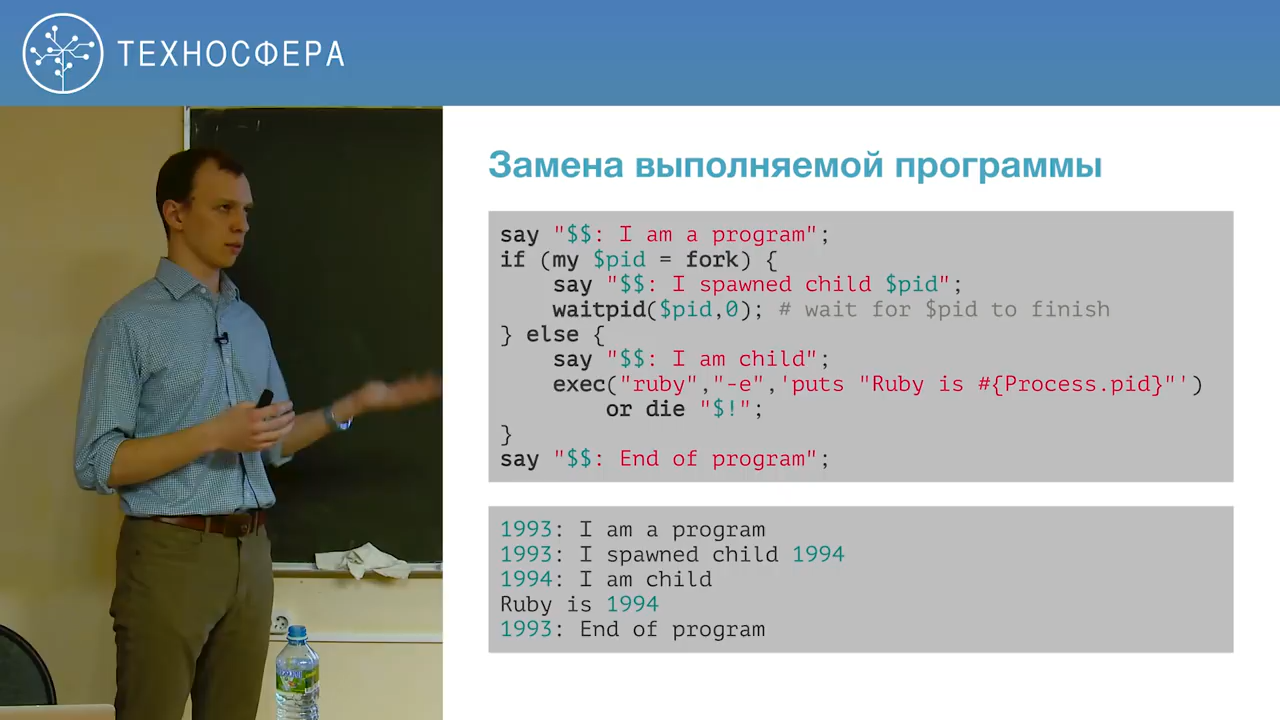 ТЕХНОСФЕРА
Замена выполняемой программы
say "$$: I am a program";
if (my $pid = fork) {
    say "$$: I spawned child $pid";
    waitpid($pid,0); # wait for $pid to finish
} else {
    say "$$: I am child";
    exec("ruby","-e",'puts "Ruby is #{Process.pid}"')
        or die "$!";
}
say "$$: End of program";
1993: I am a program
1993: I spawned child 1994
1994: I am child
Ruby is 1994
1993: End of program